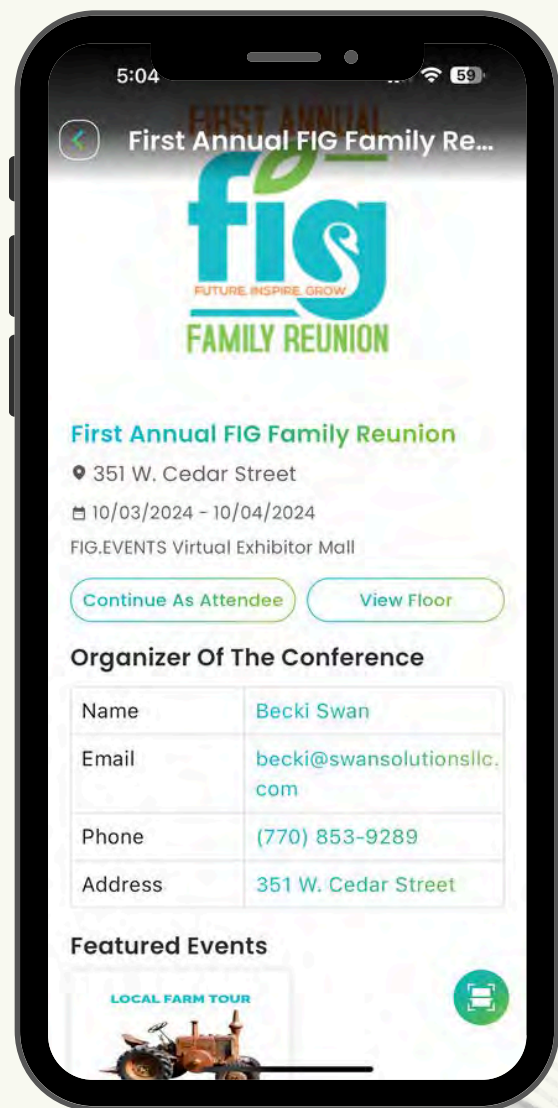 5:04
59
FIRST ANNUAL
First Annual FIG Family Re...
fig
FUTURE. INSPIRE. GROW
FAMILY REUNION
First Annual FIG Family Reunion
351 W. Cedar Street
10/03/2024 - 10/04/2024
FIG.EVENTS Virtual Exhibitor Mall
Continue As Attendee
View Floor
Organizer Of The Conference
Name Becki Swan
Email becki@swansolutionsllc.
com
Phone (770) 853-9289
Address 351 W. Cedar Street
Featured Events
LOCAL FARM TOUR